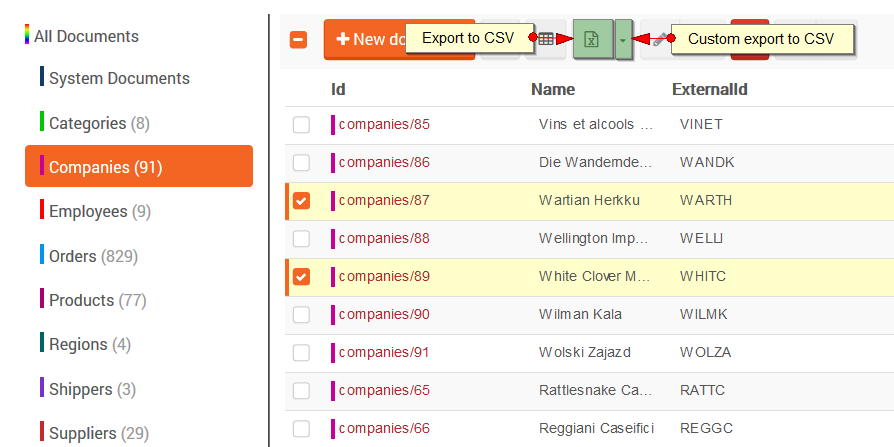 All Documents
System Documents
Categories (8)
Companies (91)
Employees (9)
Orders (829)
Products (77)
Regions (4)
Shippers (3)
Suppliers (29)
New do
Export to CSV
Custom export to CSV
Id Name ExternalId
companies/85 Vins et alcools ... VINET
companies/86 Die Wandernde... WANDK
companies/87 Wartian Herkku WARTH
companies/88 Wellington Imp... WELLI
companies/89 White Clover M... WHITC
companies/90 Wilman Kala WILMK
companies/91 Wolski Zajazd WOLZA
companies/65 Rattlesnake Ca... RATTC
companies/66 Reggiani Caseifici REGGC